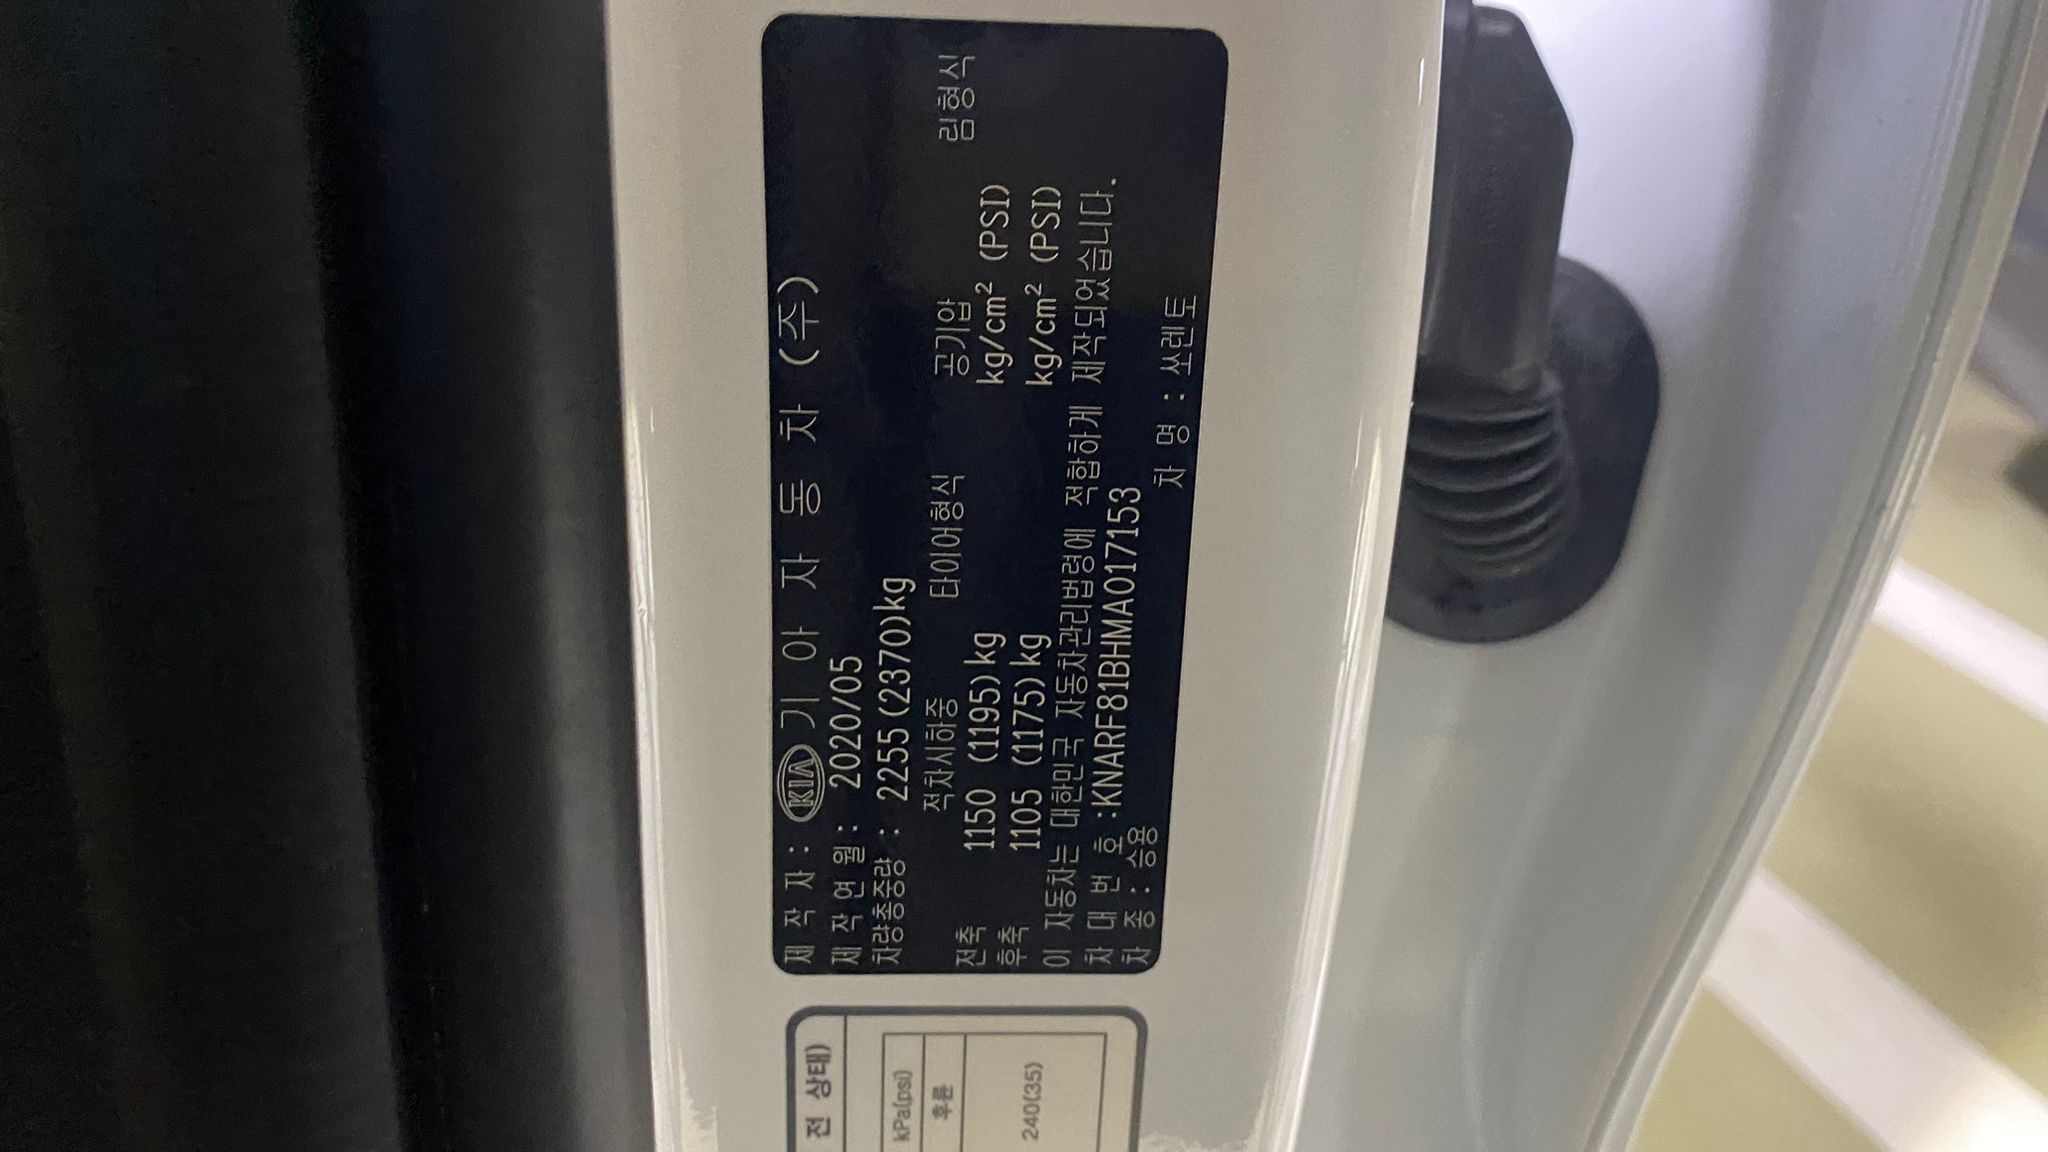 제 작 자 : KIA 기 아 자 동 차 (주)
제 작 연 월 : 2020/05
차량총중량 : 2255(2370)kg
적차시하중 타이어형식 공기압 림형식
전축 1150 (1195)kg kg/cm² (PSI)
후축 1105 (1175)kg kg/cm² (PSI)
이 자동차는 대한민국 자동차관리법령에 적합하게 제작되었습니다.
차 대 번 호 :KNARF81BHMA017153
차 종 : 승용 차 명 : 쏘렌토
전 상태)
kPa(psi)
후륜
240(35)